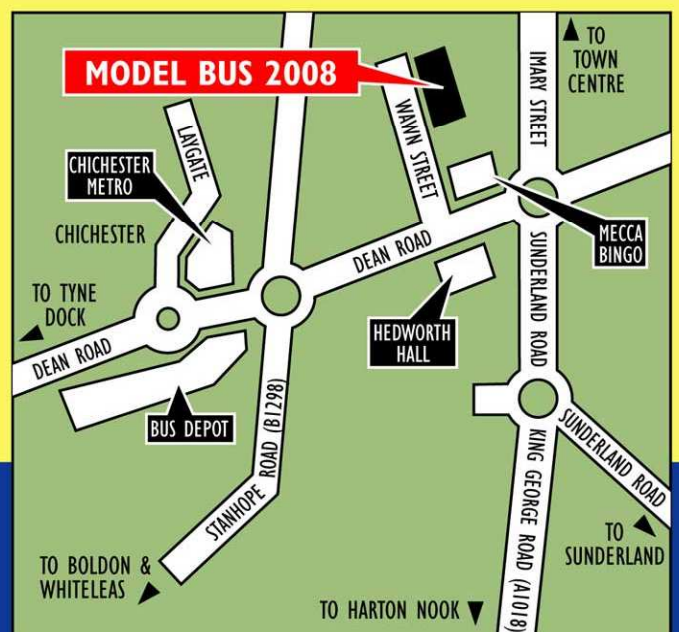 MODEL BUS 2008
TO
TOWN
CENTRE
IMARY STREET
WAWN STREET
LAYGATE
CHICHESTER
METRO
CHICHESTER
MECCA
BINGO
DEAN ROAD
SUNDERLAND ROAD
TO TYNE
DOCK
HEDWORTH
HALL
DEAN ROAD
BUS DEPOT
STANHOPE ROAD (B1298)
SUNDERLAND ROAD
KING GEORGE ROAD (A1018)
TO
SUNDERLAND
TO BOLDON &
WHITELEAS
TO HARTON NOOK